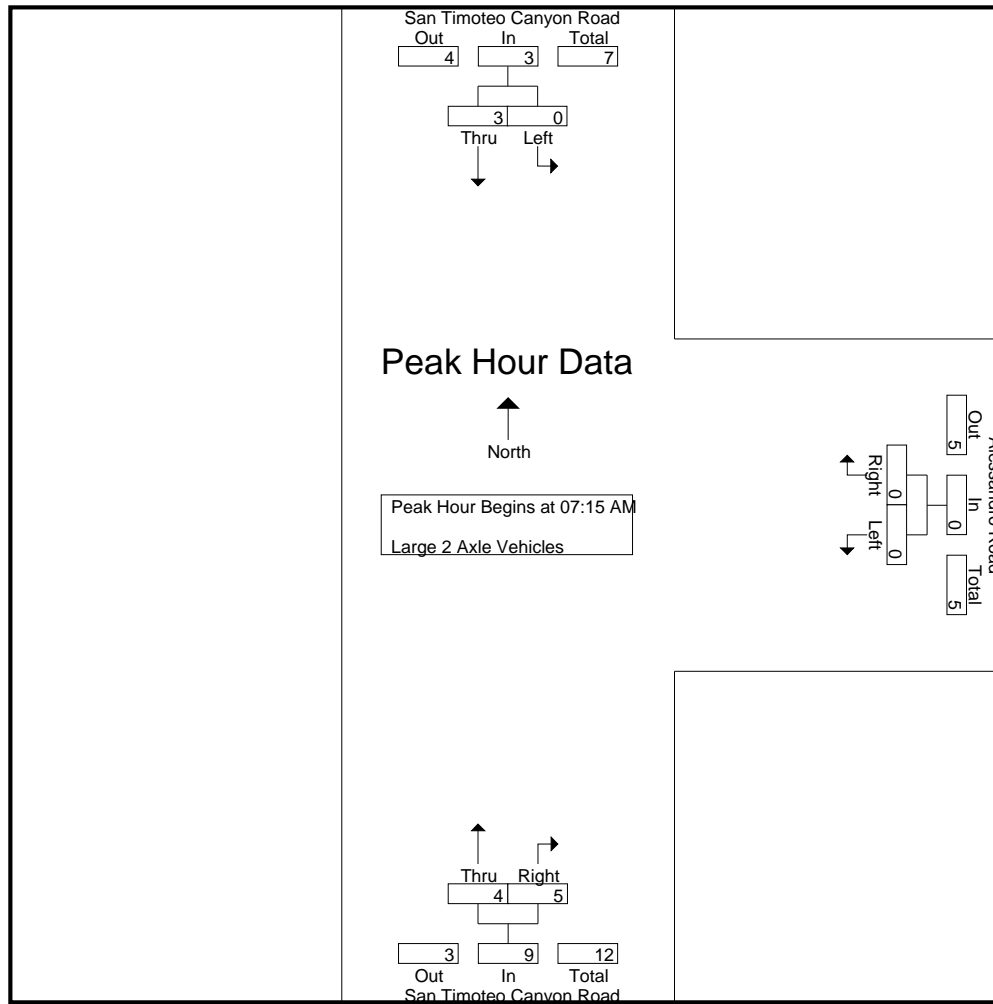 San Timoteo Canyon Road
Out In Total
4 3 7
3 0
Thru Left
Peak Hour Data
North
Peak Hour Begins at 07:15 AM
Large 2 Axle Vehicles
Road
Out In Total
5 0 5
Right Left
0 0
Thru Right
4 5
3 9 12
Out In Total
San Timoteo Canyon Road